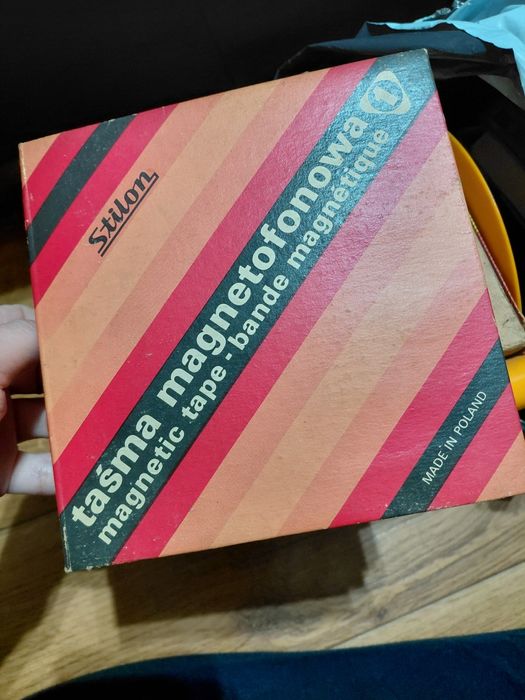 Stilon
taśma magnetofonowa
magnetic tape - bande magnétique
1
MADE IN POLAND